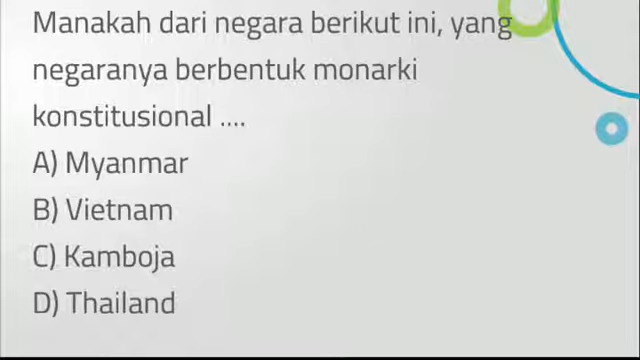 Manakah dari negara berikut ini, yang
negaranya berbentuk monarki
konstitusional ....
A) Myanmar
B) Vietnam
C) Kamboja
D) Thailand